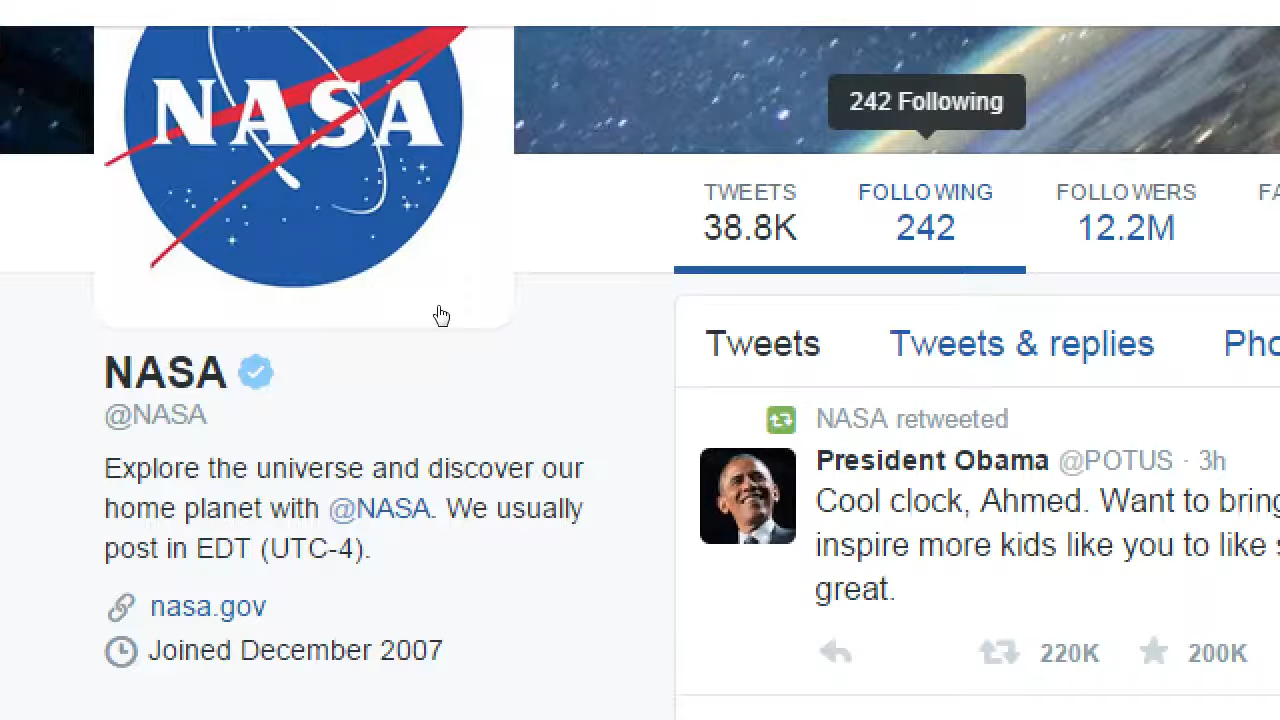 NASA
242 Following
TWEETS FOLLOWING FOLLOWERS
38.8K 242 12.2M
NASA
@NASA
Explore the universe and discover our
home planet with @NASA. We usually
post in EDT (UTC-4).
nasa.gov
Joined December 2007
Tweets Tweets & replies
NASA retweeted
President Obama @POTUS · 3h
Cool clock, Ahmed. Want to bring
inspire more kids like you to like
great.
220K 200K